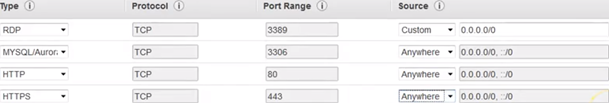 Type Protocol Port Range Source
RDP TCP 3389 Custom 0.0.0.0/0
MYSQL/Aurora TCP 3306 Anywhere 0.0.0.0/0, ::/0
HTTP TCP 80 Anywhere 0.0.0.0/0, ::/0
HTTPS TCP 443 Anywhere 0.0.0.0/0, ::/0